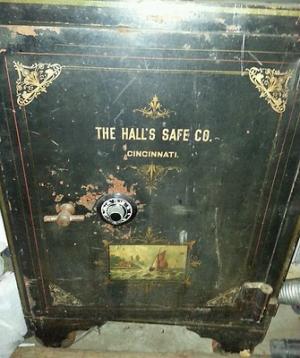 THE HALL'S SAFE CO.
CINCINNATI.